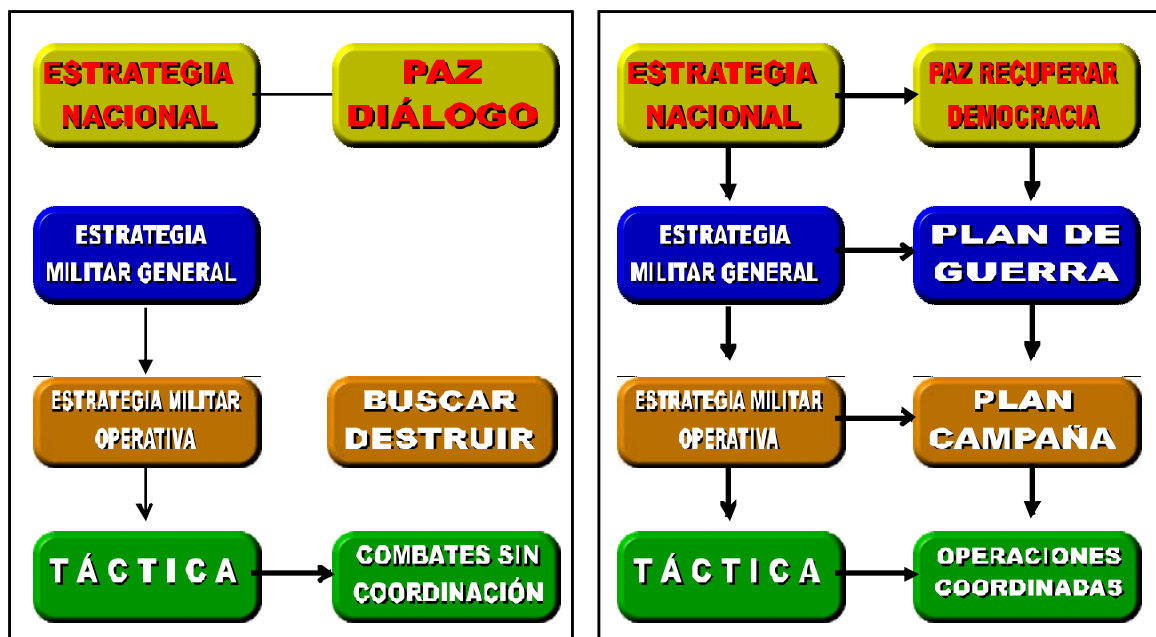 ESTRATEGIA
NACIONAL
PAZ
DIÁLOGO
ESTRATEGIA
MILITAR GENERAL
ESTRATEGIA MILITAR
OPERATIVA
BUSCAR
DESTRUIR
TÁCTICA
COMBATES SIN
COORDINACIÓN
ESTRATEGIA
NACIONAL
PAZ RECUPERAR
DEMOCRACIA
ESTRATEGIA
MILITAR GENERAL
PLAN DE
GUERRA
ESTRATEGIA MILITAR
OPERATIVA
PLAN
CAMPAÑA
TÁCTICA
OPERACIONES
COORDINADAS